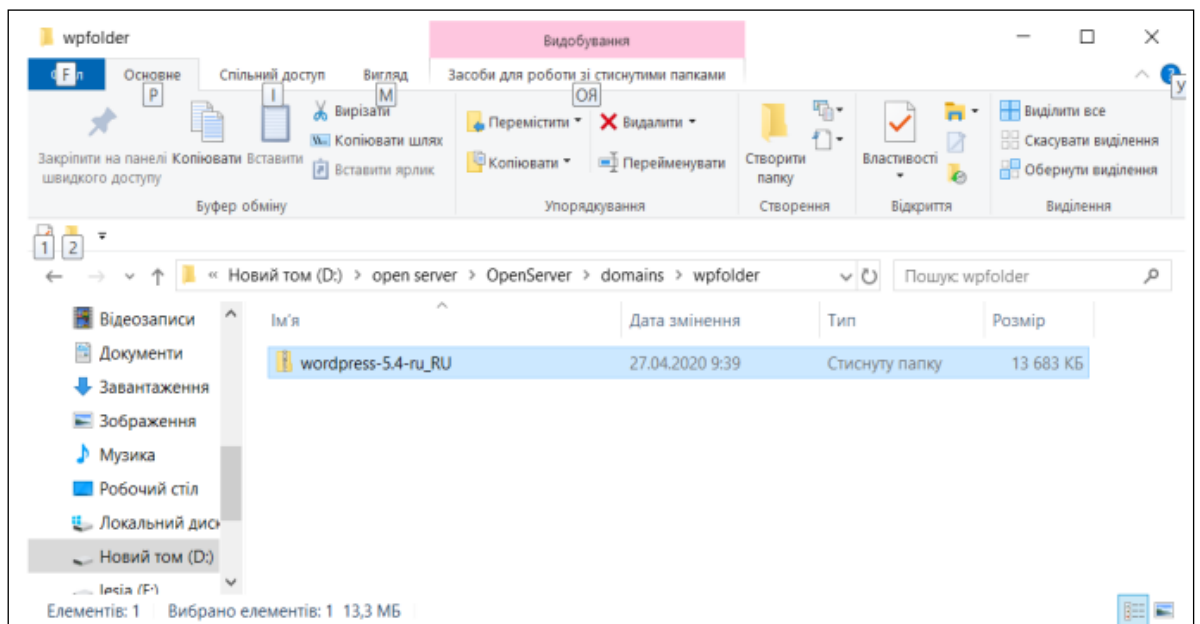 wpfolder
Видобування
F л Основне Спільний доступ Вигляд Засоби для роботи зі стиснутими папками
P І М ОЯ У
Вирізати
Копіювати шлях
Вставити ярлик
Закріпити на панелі швидкого доступу
Копіювати Вставити
Перемістити Видалити
Копіювати Перейменувати
Створити папку
Властивості
Виділити все
Скасувати виділення
Обернути виділення
Буфер обміну Упорядкування Створення Відкриття Виділення
1 2
« Новий том (D:) > open server > OpenServer > domains > wpfolder Пошук: wpfolder
Відеозаписи Ім'я Дата змінення Тип Розмір
Документи wordpress-5.4-ru_RU 27.04.2020 9:39 Стиснуту папку 13 683 КБ
Завантаження
Зображення
Музика
Робочий стіл
Локальний диск
Новий том (D:)
lesia (F:)
Елементів: 1 Вибрано елементів: 1 13,3 МБ